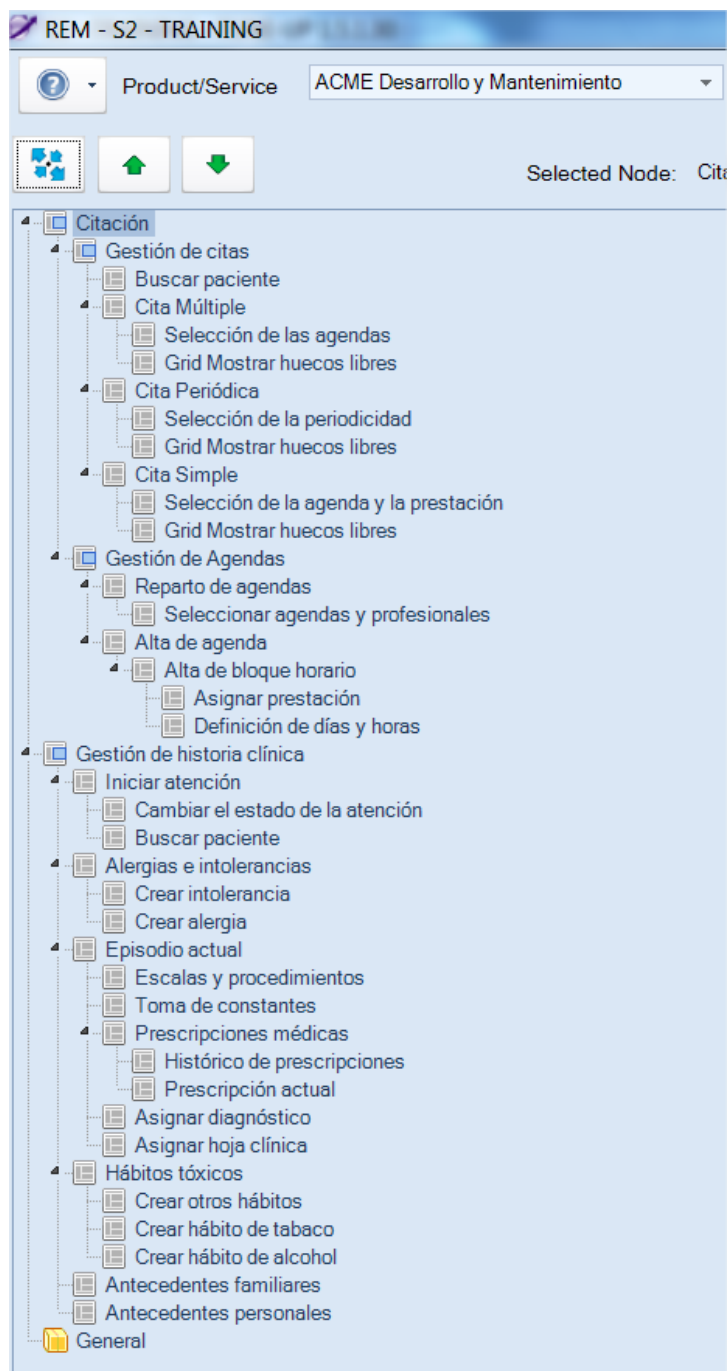 REM - S2 - TRAINING
Product/Service ACME Desarrollo y Mantenimiento
Selected Node:
Citación
Gestión de citas
Buscar paciente
Cita Múltiple
Selección de las agendas
Grid Mostrar huecos libres
Cita Periódica
Selección de la periodicidad
Grid Mostrar huecos libres
Cita Simple
Selección de la agenda y la prestación
Grid Mostrar huecos libres
Gestión de Agendas
Reparto de agendas
Seleccionar agendas y profesionales
Alta de agenda
Alta de bloque horario
Asignar prestación
Definición de días y horas
Gestión de historia clínica
Iniciar atención
Cambiar el estado de la atención
Buscar paciente
Alergias e intolerancias
Crear intolerancia
Crear alergia
Episodio actual
Escalas y procedimientos
Toma de constantes
Prescripciones médicas
Histórico de prescripciones
Prescripción actual
Asignar diagnóstico
Asignar hoja clínica
Hábitos tóxicos
Crear otros hábitos
Crear hábito de tabaco
Crear hábito de alcohol
Antecedentes familiares
Antecedentes personales
General